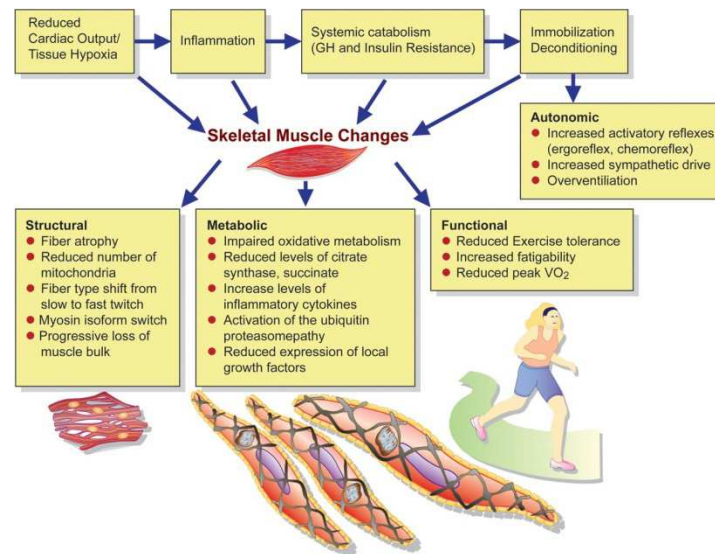 Reduced
Cardiac Output/
Tissue Hypoxia
Inflammation
Systemic catabolism
(GH and Insulin Resistance)
Immobilization
Deconditioning
Skeletal Muscle Changes
Autonomic
Increased activatory reflexes
(ergoreflex, chemoreflex)
Increased sympathetic drive
Overventiliation
Structural
Fiber atrophy
Reduced number of
mitochondria
Fiber type shift from
slow to fast twitch
Myosin isoform switch
Progressive loss of
muscle bulk
Metabolic
Impaired oxidative metabolism
Reduced levels of citrate
synthase, succinate
Increase levels of
inflammatory cytokines
Activation of the ubiquitin
proteasomepathy
Reduced expression of local
growth factors
Functional
Reduced Exercise tolerance
Increased fatigability
Reduced peak VO₂